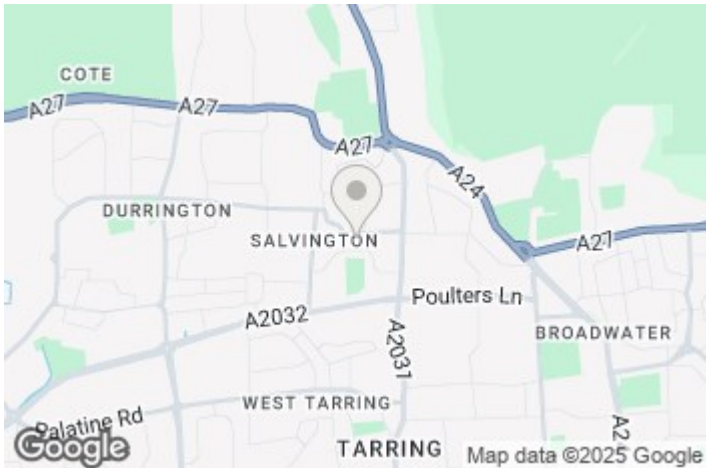 COTE
A27
A27
A27
A24
DURRINGTON
SALVINGTON
A27
Poulters Ln
A2032
A2031
BROADWATER
WEST TARRING
Palatine Rd
TARRING
Google
Map data ©2025 Google